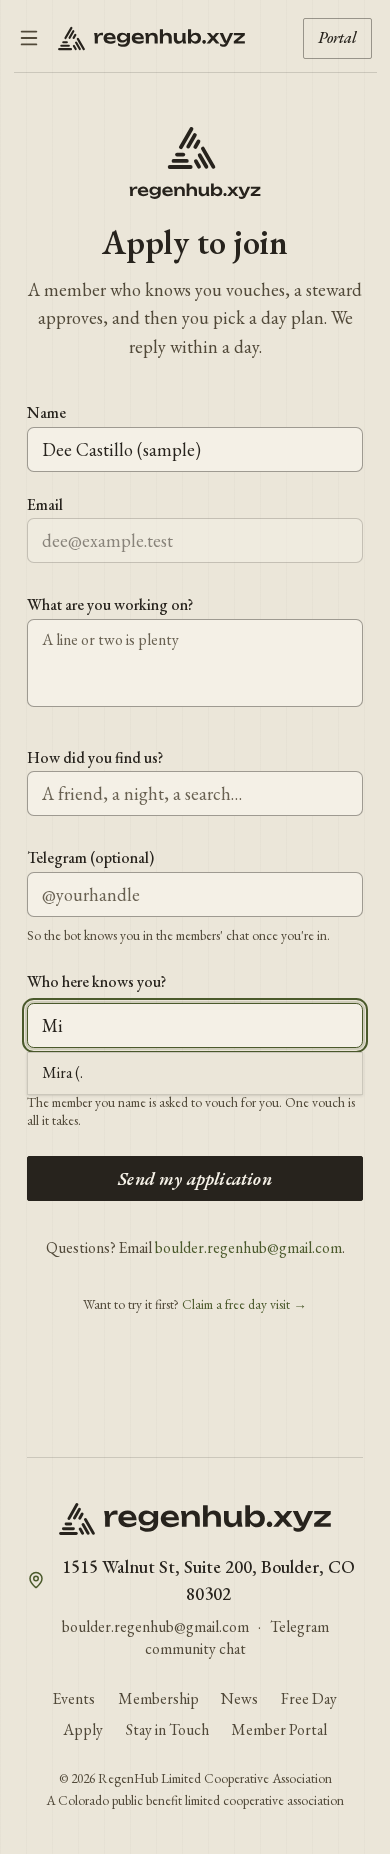 regenhub.xyz
Portal
regenhub.xyz
Apply to join
A member who knows you vouches, a steward
approves, and then you pick a day plan. We
reply within a day.
Name
Dee Castillo (sample)
Email
dee@example.test
What are you working on?
A line or two is plenty
How did you find us?
A friend, a night, a search...
Telegram (optional)
@yourhandle
So the bot knows you in the members' chat once you're in.
Who here knows you?
Mi
Mira (.
The member you name is asked to vouch for you. One vouch is
all it takes.
Send my application
Questions? Email boulder.regenhub@gmail.com.
Want to try it first? Claim a free day visit →
regenhub.xyz
1515 Walnut St, Suite 200, Boulder, CO
80302
boulder.regenhub@gmail.com · Telegram
community chat
Events Membership News Free Day
Apply Stay in Touch Member Portal
© 2026 RegenHub Limited Cooperative Association
A Colorado public benefit limited cooperative association